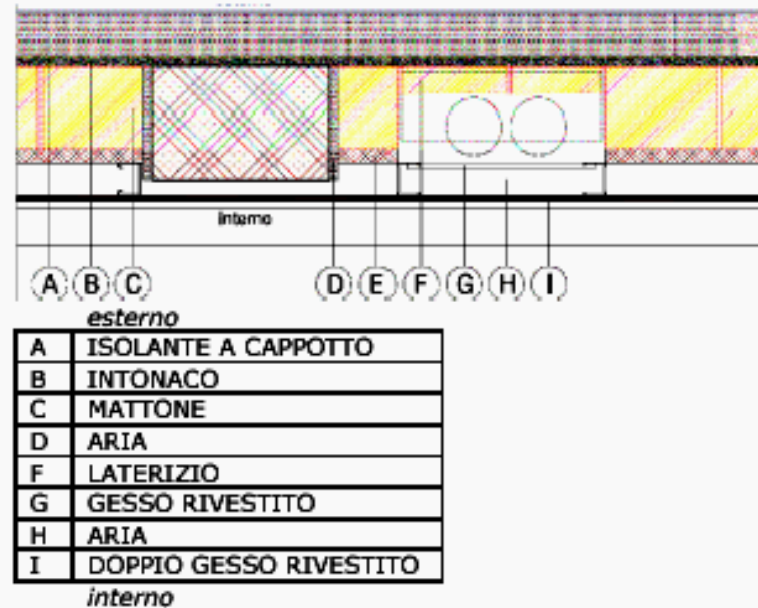 interno
A B C D E F G H I
esterno
A ISOLANTE A CAPPOTTO
B INTONACO
C MATTONE
D ARIA
F LATERIZIO
G GESSO RIVESTITO
H ARIA
I DOPPIO GESSO RIVESTITO
interno